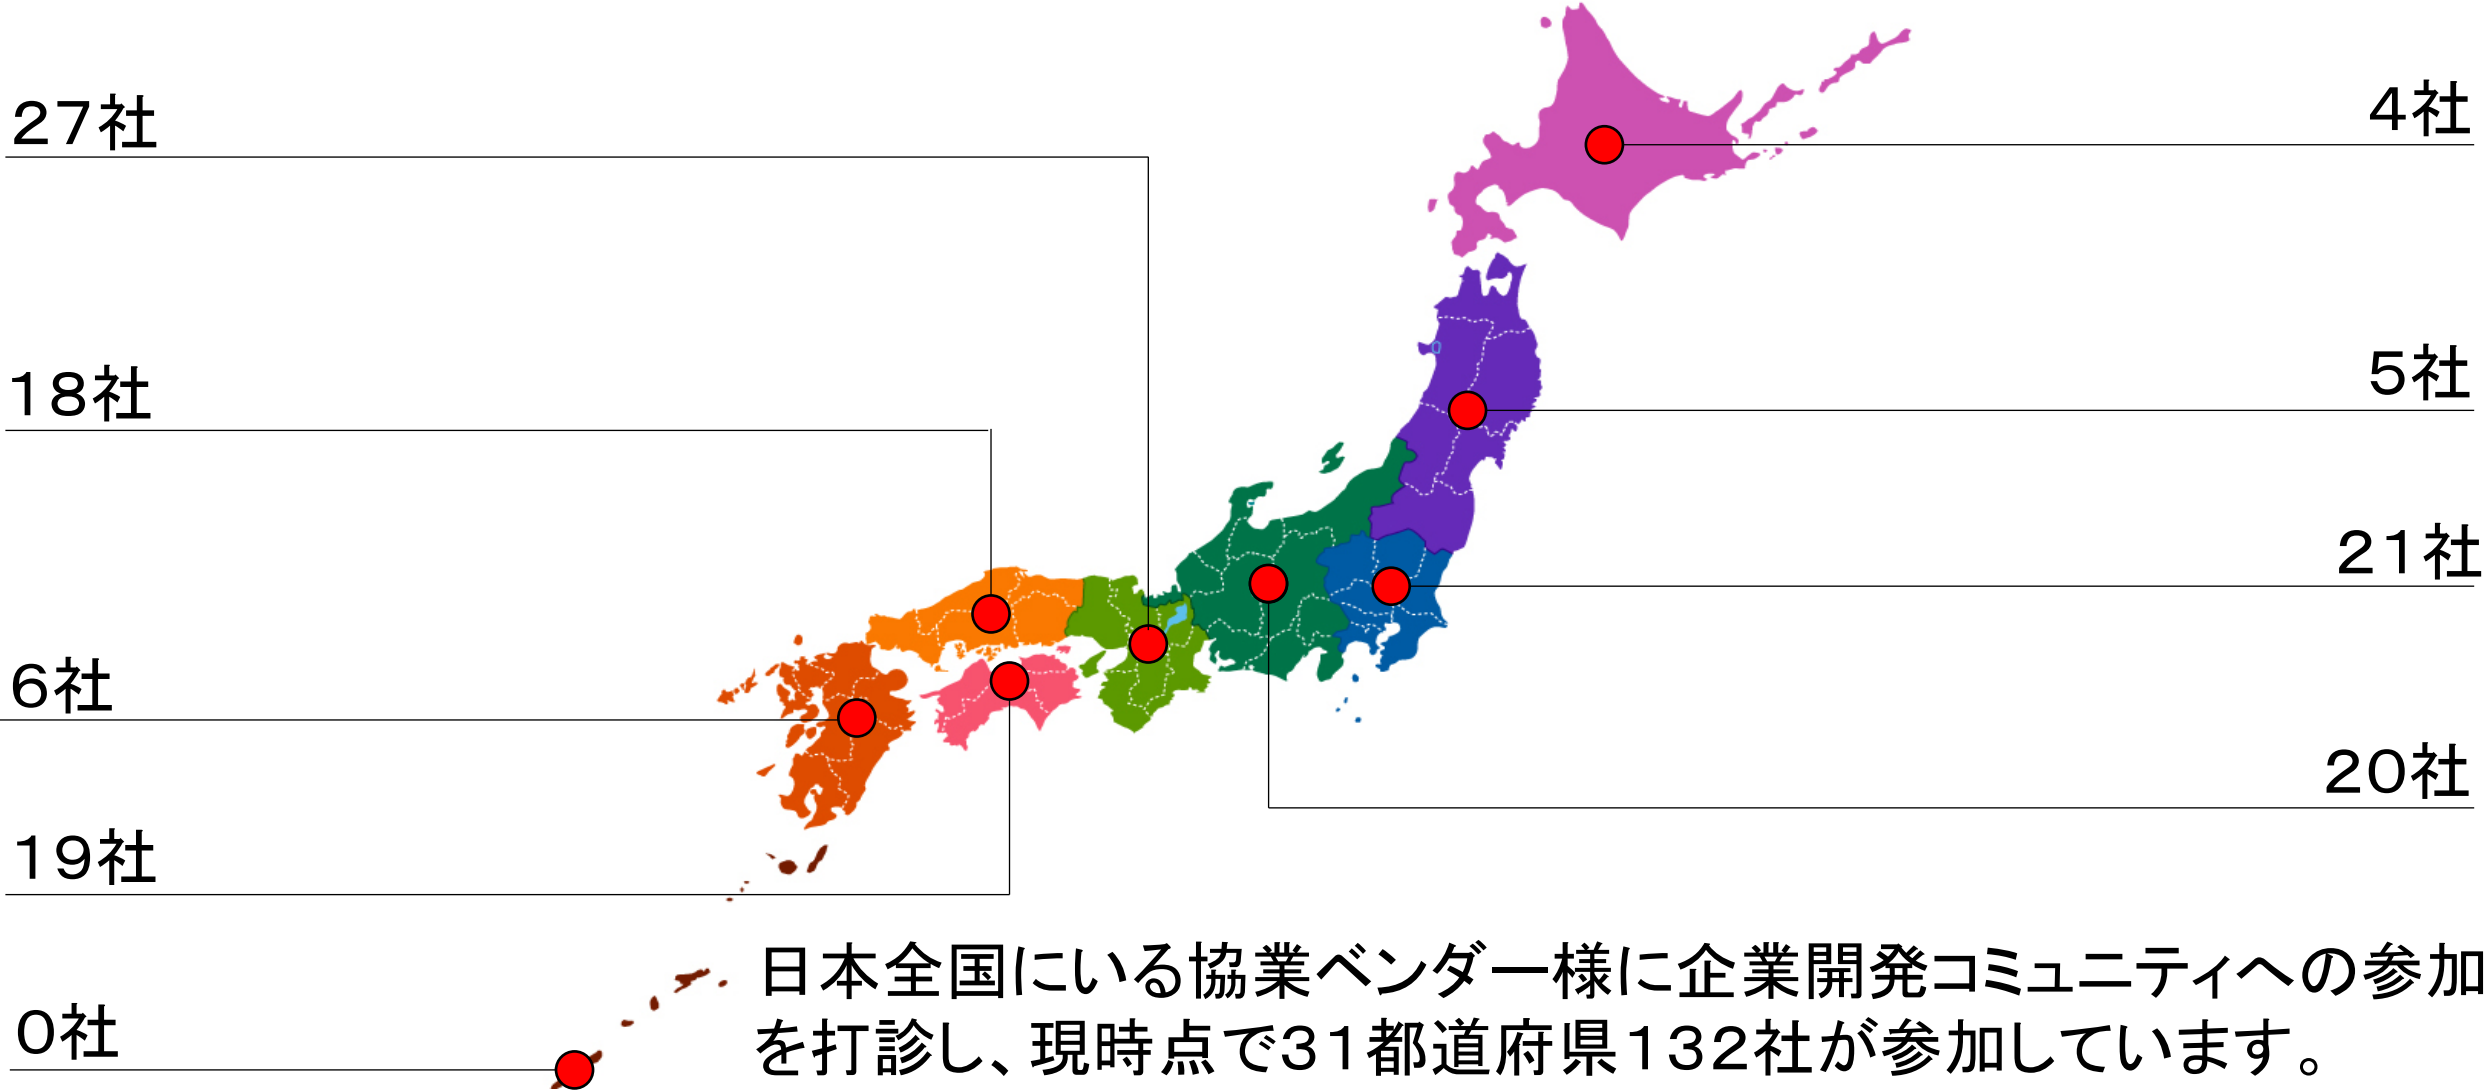 27社
4社
18社
5社
21社
6社
20社
19社
0社
日本全国にいる協業ベンダー様に企業開発コミュニティへの参加
を打診し、現時点で31都道府県132社が参加しています。